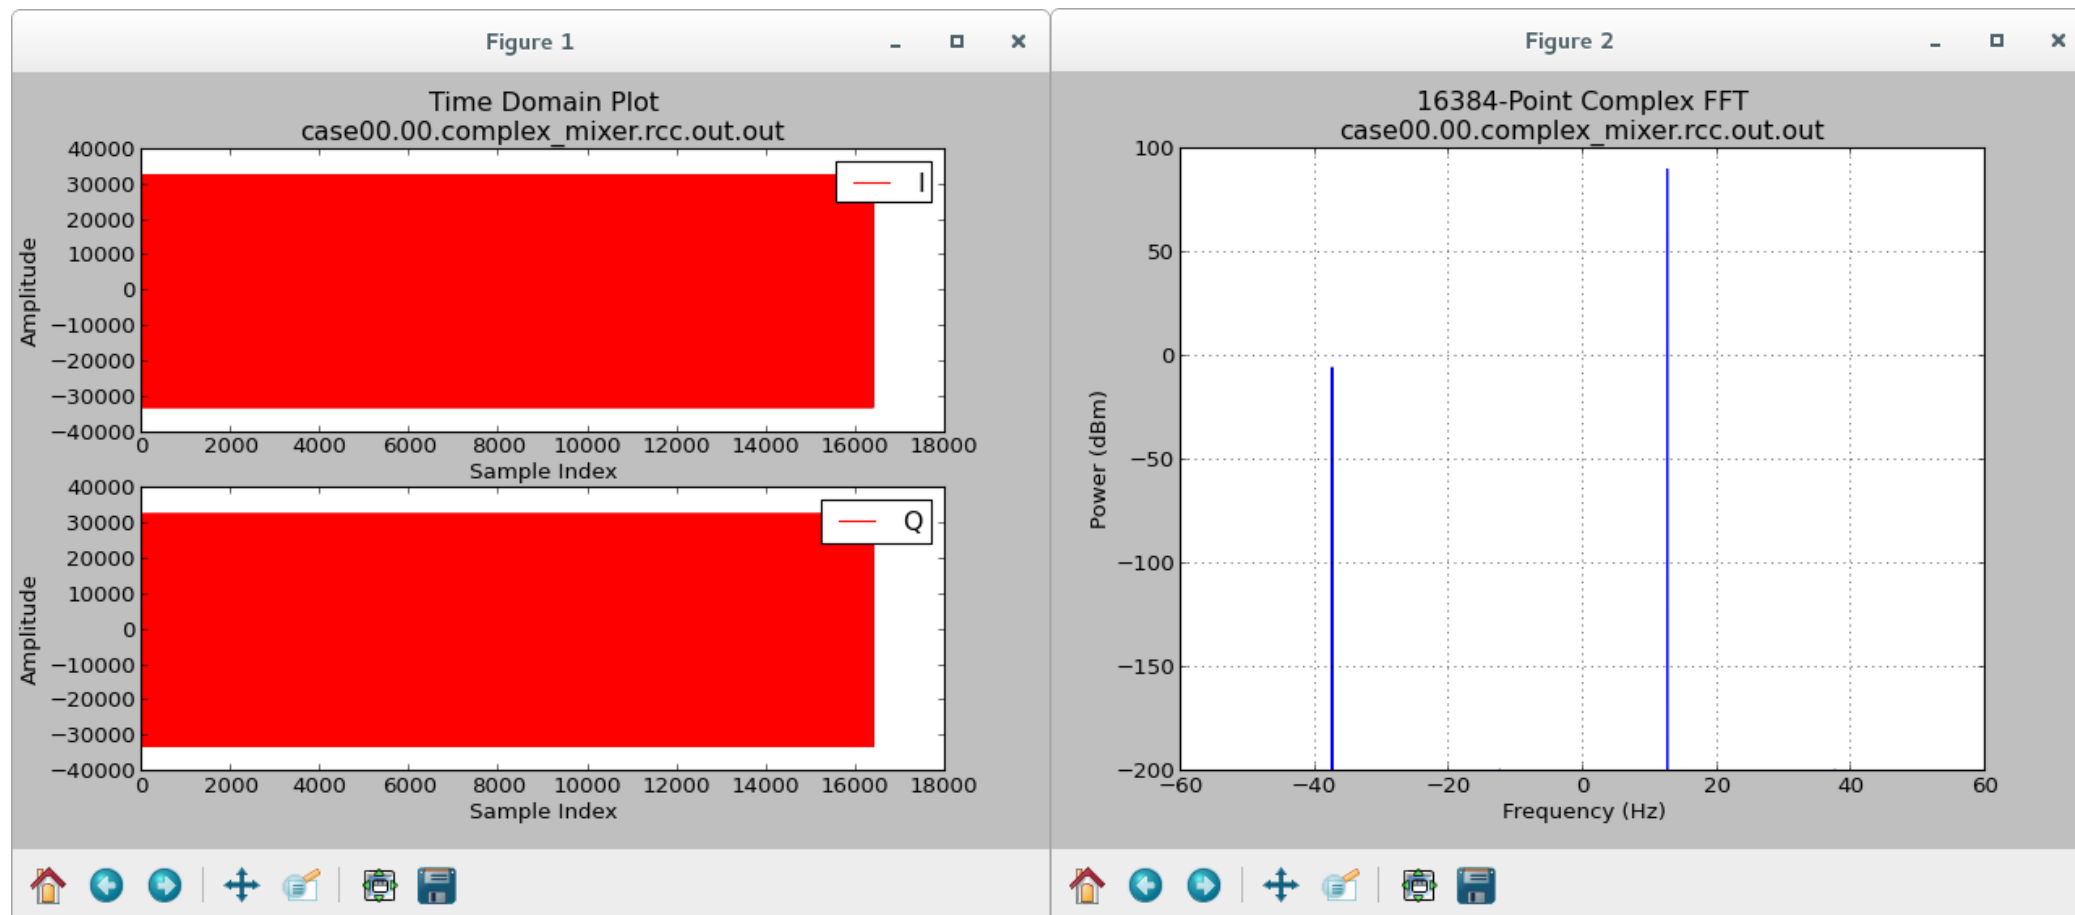 Figure 1
Time Domain Plot
case00.00.complex_mixer.rcc.out.out
40000
30000
20000
10000
0
−10000
−20000
−30000
−40000
Amplitude
I
0 2000 4000 6000 8000 10000 12000 14000 16000 18000
Sample Index
40000
30000
20000
10000
0
−10000
−20000
−30000
−40000
Amplitude
Q
0 2000 4000 6000 8000 10000 12000 14000 16000 18000
Sample Index
Figure 2
16384-Point Complex FFT
case00.00.complex_mixer.rcc.out.out
100
50
0
−50
−100
−150
−200
Power (dBm)
−60 −40 −20 0 20 40 60
Frequency (Hz)